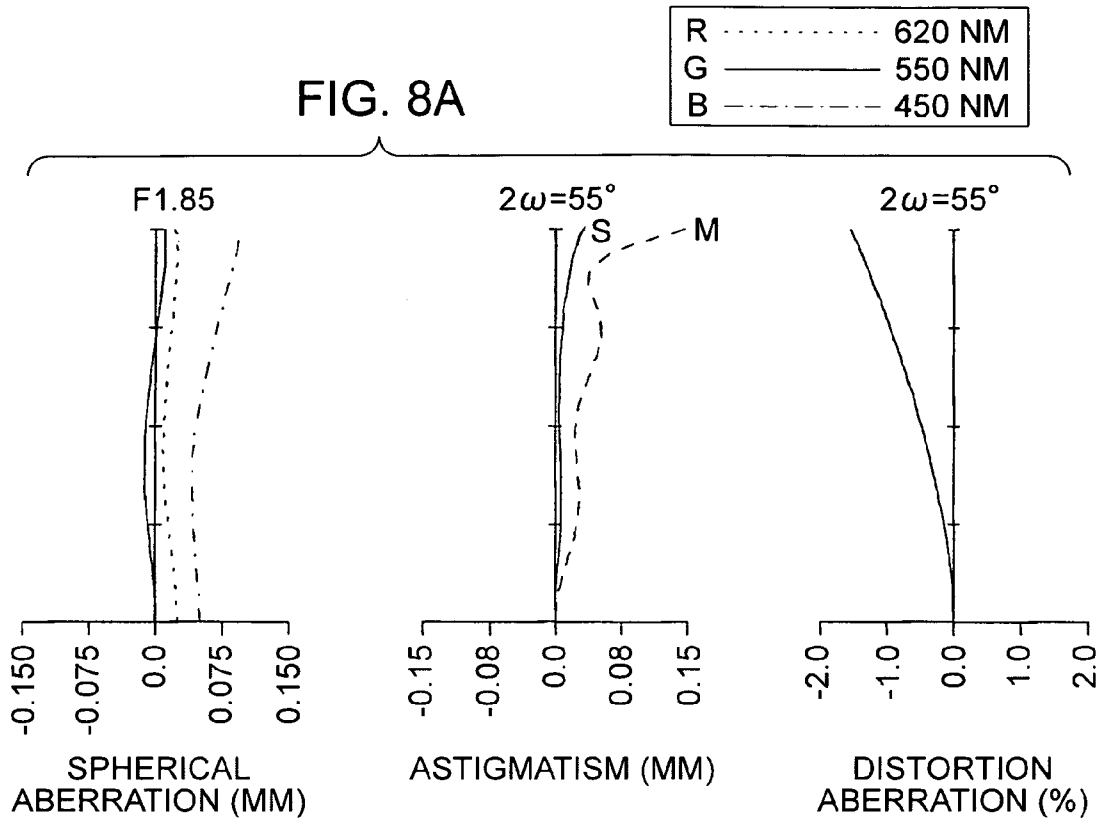 R 620 NM
G 550 NM
B 450 NM
FIG. 8A
F1.85
2ω=55°
S
M
2ω=55°
-0.150
-0.075
0.0
0.075
0.150
-0.15
-0.08
0.0
0.08
0.15
-2.0
-1.0
0.0
1.0
2.0
SPHERICAL
ABERRATION (MM)
ASTIGMATISM (MM)
DISTORTION
ABERRATION (%)